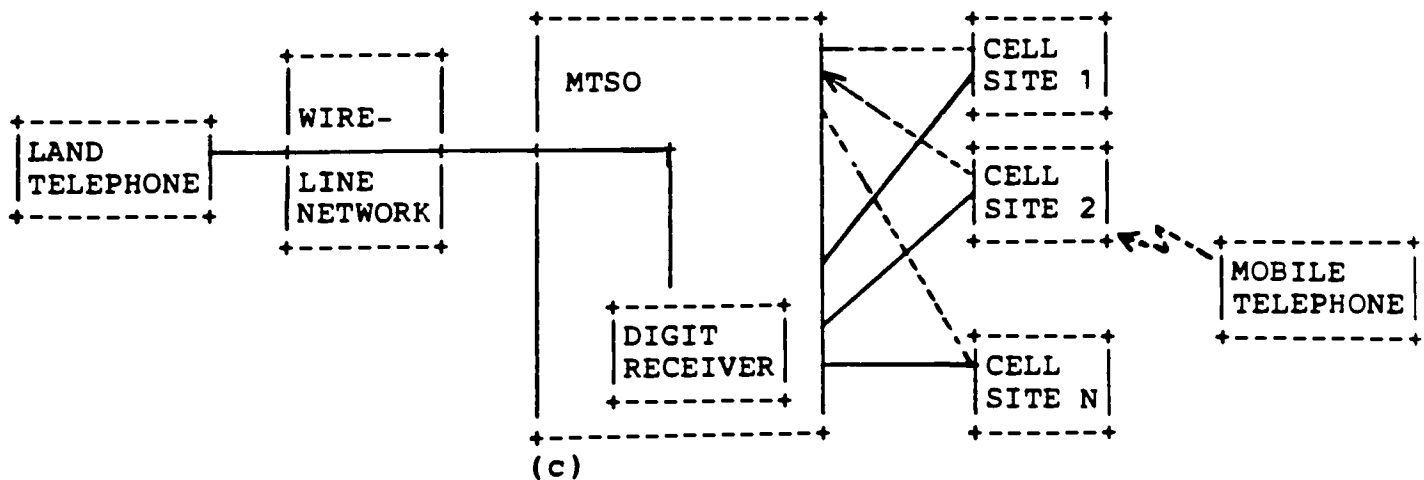 CELL
SITE 1
MTSO
WIRE-
LINE
NETWORK
LAND
TELEPHONE
CELL
SITE 2
MOBILE
TELEPHONE
DIGIT
RECEIVER
CELL
SITE N
(c)